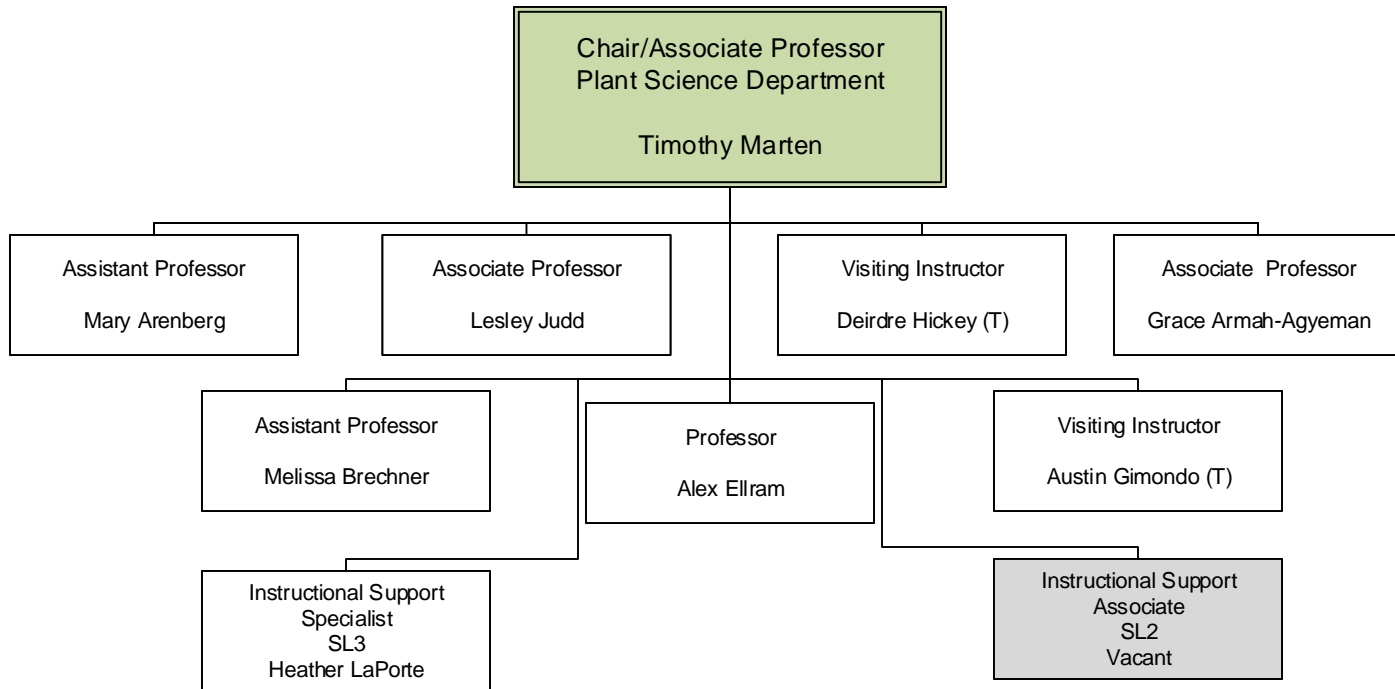 Chair/Associate Professor
Plant Science Department
Timothy Marten
Assistant Professor
Mary Arenberg
Associate Professor
Lesley Judd
Visiting Instructor
Deirdre Hickey (T)
Associate  Professor
Grace Armah-Agyeman
Assistant Professor
Melissa Brechner
Professor
Alex Ellram
Visiting Instructor
Austin Gimondo (T)
Instructional Support
Specialist
SL3
Heather LaPorte
Instructional Support
Associate
SL2
Vacant